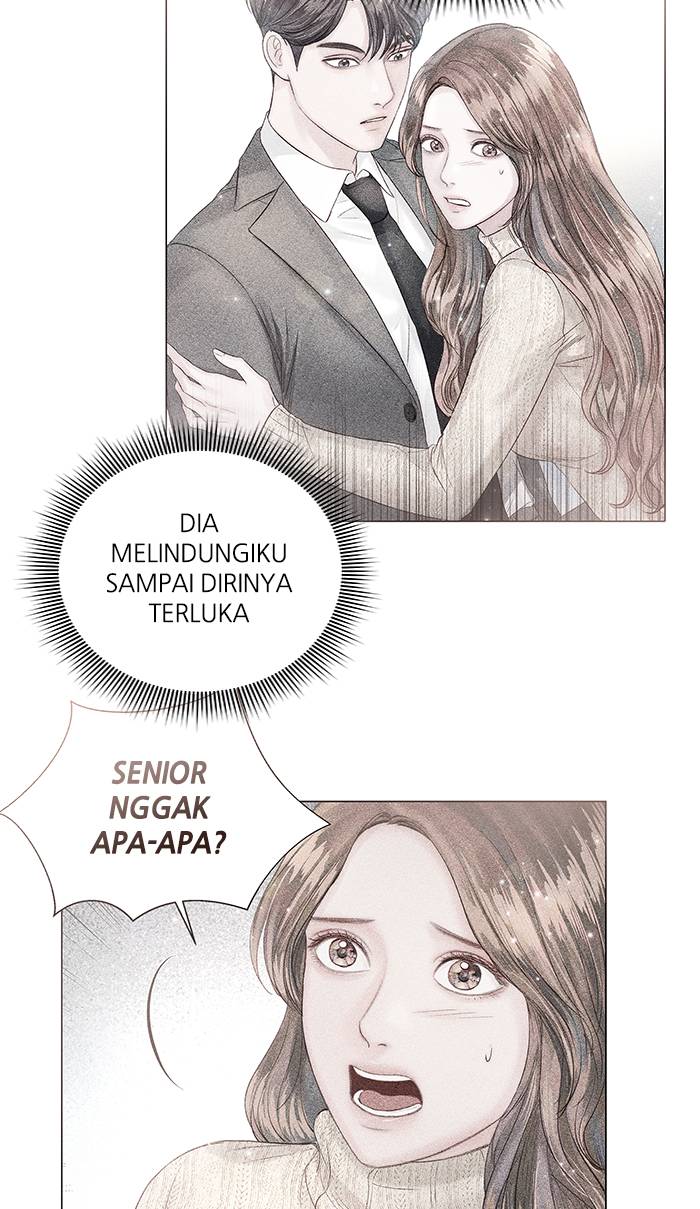 DIA
MELINDUNGIKU
SAMPAI DIRINYA
TERLUKA
SENIOR
NGGAK
APA-APA?